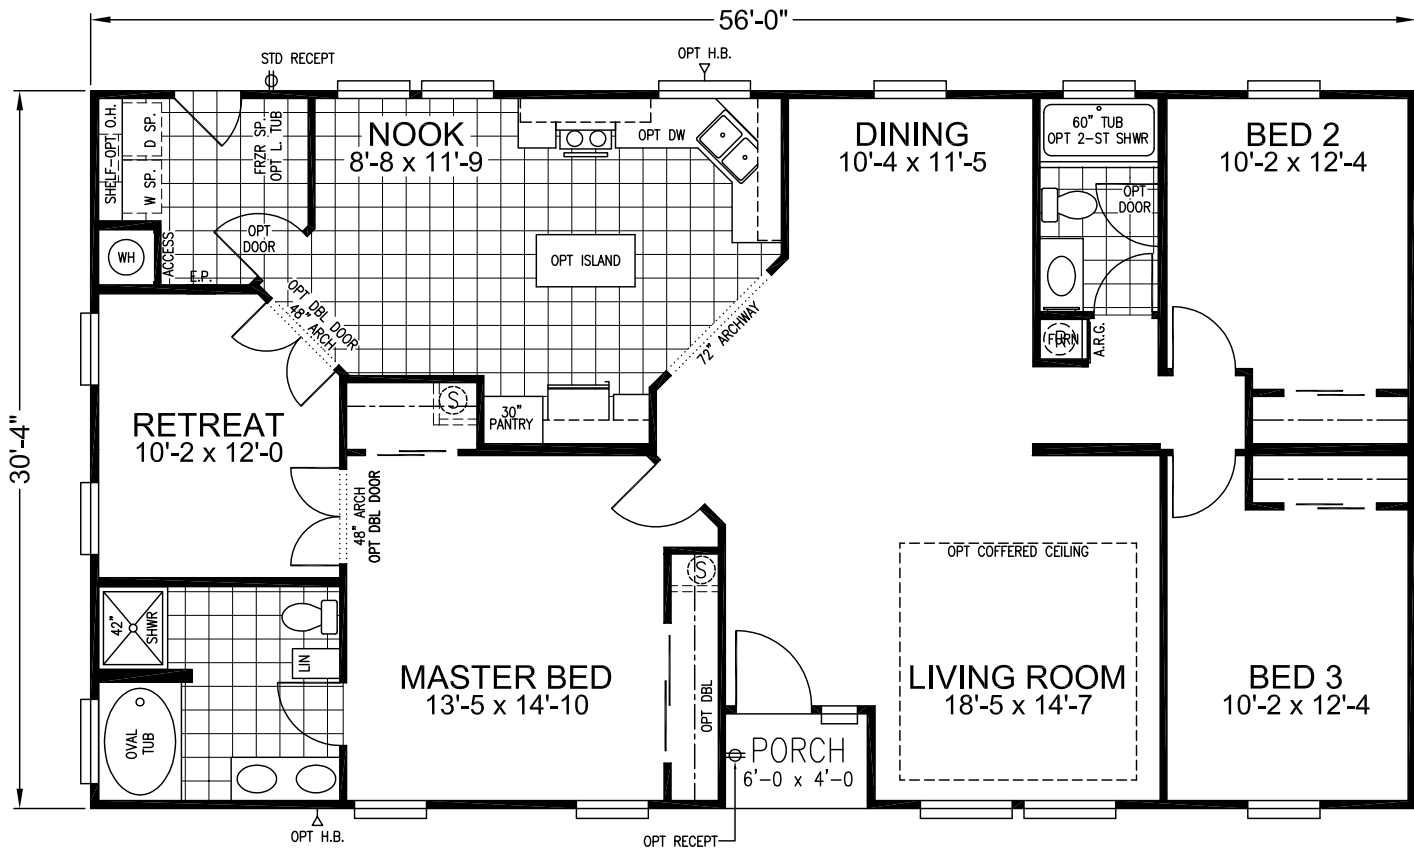 56'-0"
STD RECEPT
OPT H.B.
30'-4"
SHELF-OPT O.H.
W SP.
D SP.
FRZR SP.
OPT L. TUB
NOOK
8'-8 x 11'-9
OPT DW
DINING
10'-4 x 11'-5
60" TUB
OPT 2-ST SHWR
BED 2
10'-2 x 12'-4
OPT
DOOR
OPT
DOOR
WH
ACCESS
E.P.
OPT ISLAND
OPT DBL DOOR
48" ARCH
72" ARCHWAY
FURN
R
A.R.G.
RETREAT
10'-2 x 12'-0
S
30"
PANTRY
48" ARCH
OPT DBL DOOR
OPT COFFERED CEILING
S
42"
SHWR
LIN
MASTER BED
13'-5 x 14'-10
OPT DBL
LIVING ROOM
18'-5 x 14'-7
BED 3
10'-2 x 12'-4
OVAL
TUB
PORCH
6'-0 x 4'-0
OPT H.B.
OPT RECEPT